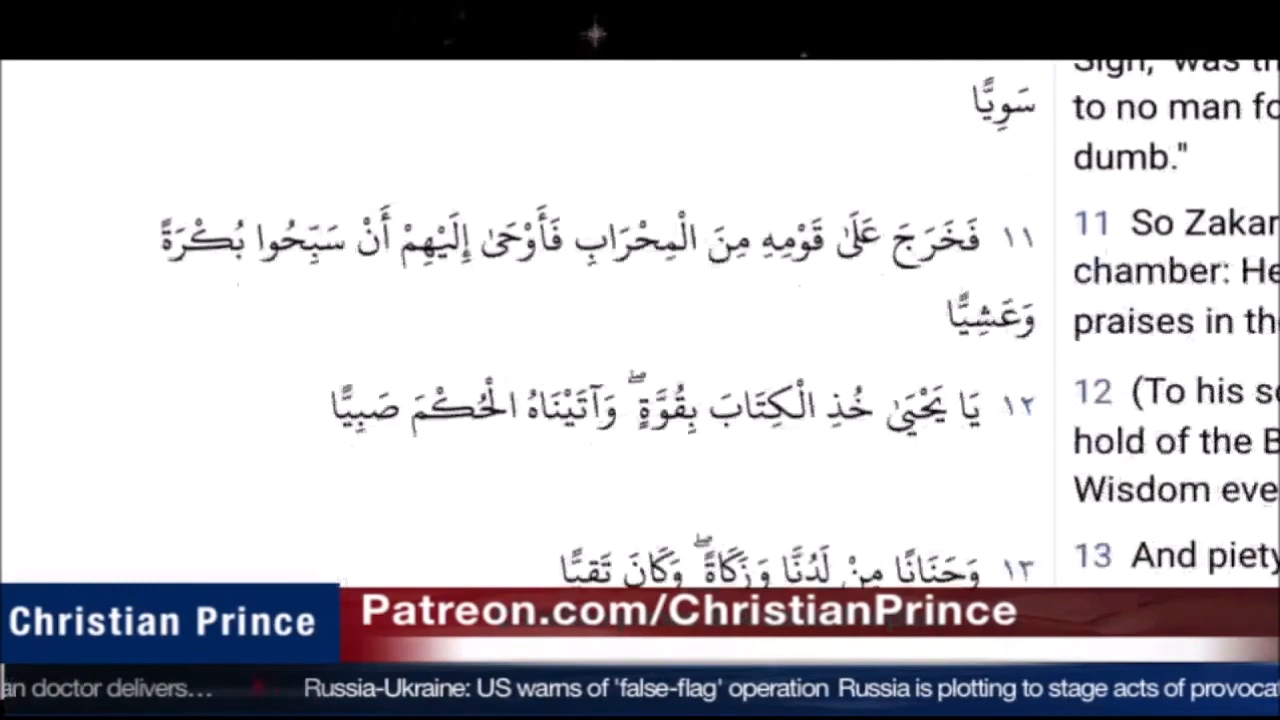 سَوِيًّا
١١ فَخَرَجَ عَلَىٰ قَوْمِهِ مِنَ الْمِحْرَابِ فَأَوْحَىٰ إِلَيْهِمْ أَنْ سَبِّحُوا بُكْرَةً
وَعَشِيًّا
١٢ يَا يَحْيَىٰ خُذِ الْكِتَابَ بِقُوَّةٍ ۖ وَآتَيْنَاهُ الْحُكْمَ صَبِيًّا
١٣ وَحَنَانًا مِنْ لَدُنَّا وَزَكَاةً ۖ وَكَانَ تَقِيًّا
Sign," was th
to no man fo
dumb."
11 So Zakar
chamber: He
praises in th
12 (To his so
hold of the B
Wisdom eve
13 And piety
Christian Prince
Patreon.com/ChristianPrince
an doctor delivers... Russia-Ukraine: US warns of 'false-flag' operation Russia is plotting to stage acts of provocat